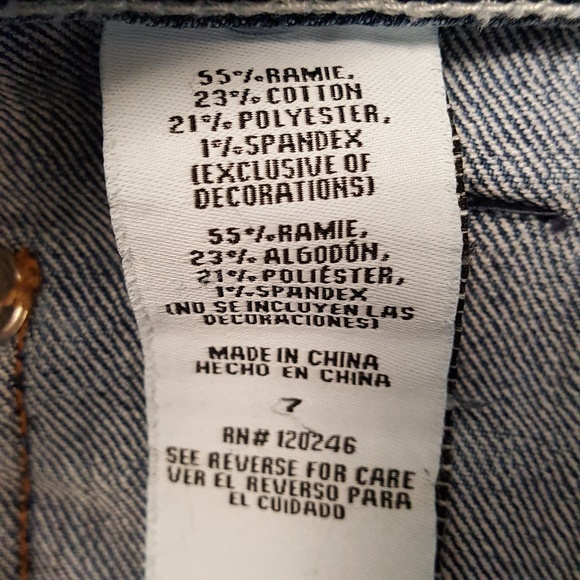 55% RAMIE,
23% COTTON
21% POLYESTER,
1% SPANDEX
(EXCLUSIVE OF
DECORATIONS)
55% RAMIE,
23% ALGODÓN,
21% POLIÉSTER,
1% SPANDEX
(NO SE INCLUYEN LAS
DECORACIONES)
MADE IN CHINA
HECHO EN CHINA
7
RN# 120246
SEE REVERSE FOR CARE
VER EL REVERSO PARA
EL CUIDADO